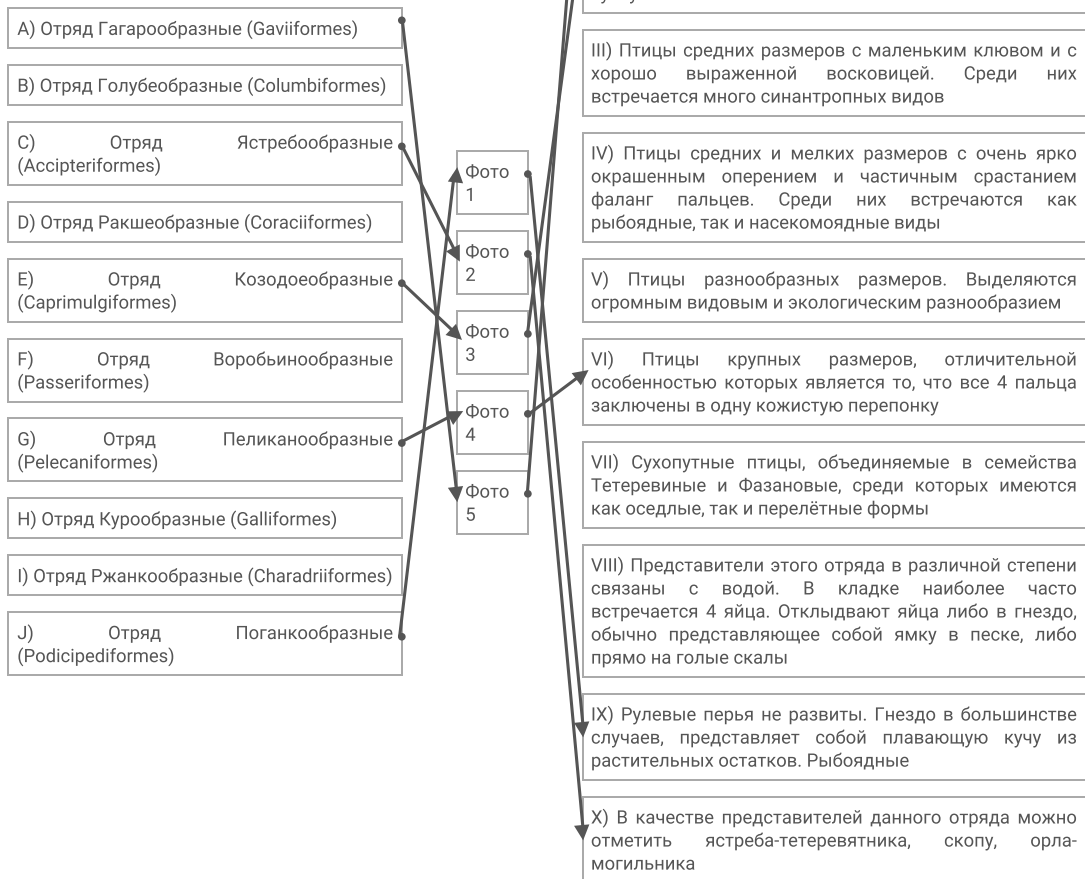 A) Отряд Гагарообразные (Gaviiformes)
B) Отряд Голубеобразные (Columbiformes)
C) Отряд Ястребообразные
(Accipteriformes)
D) Отряд Ракшеобразные (Coraciiformes)
E) Отряд Козодоеобразные
(Caprimulgiformes)
F) Отряд Воробьинообразные
(Passeriformes)
G) Отряд Пеликанообразные
(Pelecaniformes)
H) Отряд Курообразные (Galliformes)
I) Отряд Ржанкообразные (Charadriiformes)
J) Отряд Поганкообразные
(Podicipediformes)
Фото
1
Фото
2
Фото
3
Фото
4
Фото
5
III) Птицы средних размеров с маленьким клювом и с
хорошо выраженной восковицей. Среди них
встречается много синантропных видов
IV) Птицы средних и мелких размеров с очень ярко
окрашенным оперением и частичным срастанием
фаланг пальцев. Среди них встречаются как
рыбоядные, так и насекомоядные виды
V) Птицы разнообразных размеров. Выделяются
огромным видовым и экологическим разнообразием
VI) Птицы крупных размеров, отличительной
особенностью которых является то, что все 4 пальца
заключены в одну кожистую перепонку
VII) Сухопутные птицы, объединяемые в семейства
Тетеревиные и Фазановые, среди которых имеются
как оседлые, так и перелётные формы
VIII) Представители этого отряда в различной степени
связаны с водой. В кладке наиболее часто
встречается 4 яйца. Отклыдвают яйца либо в гнездо,
обычно представляющее собой ямку в песке, либо
прямо на голые скалы
IX) Рулевые перья не развиты. Гнездо в большинстве
случаев, представляет собой плавающую кучу из
растительных остатков. Рыбоядные
X) В качестве представителей данного отряда можно
отметить ястреба-тетеревятника, скопу, орла-
могильника